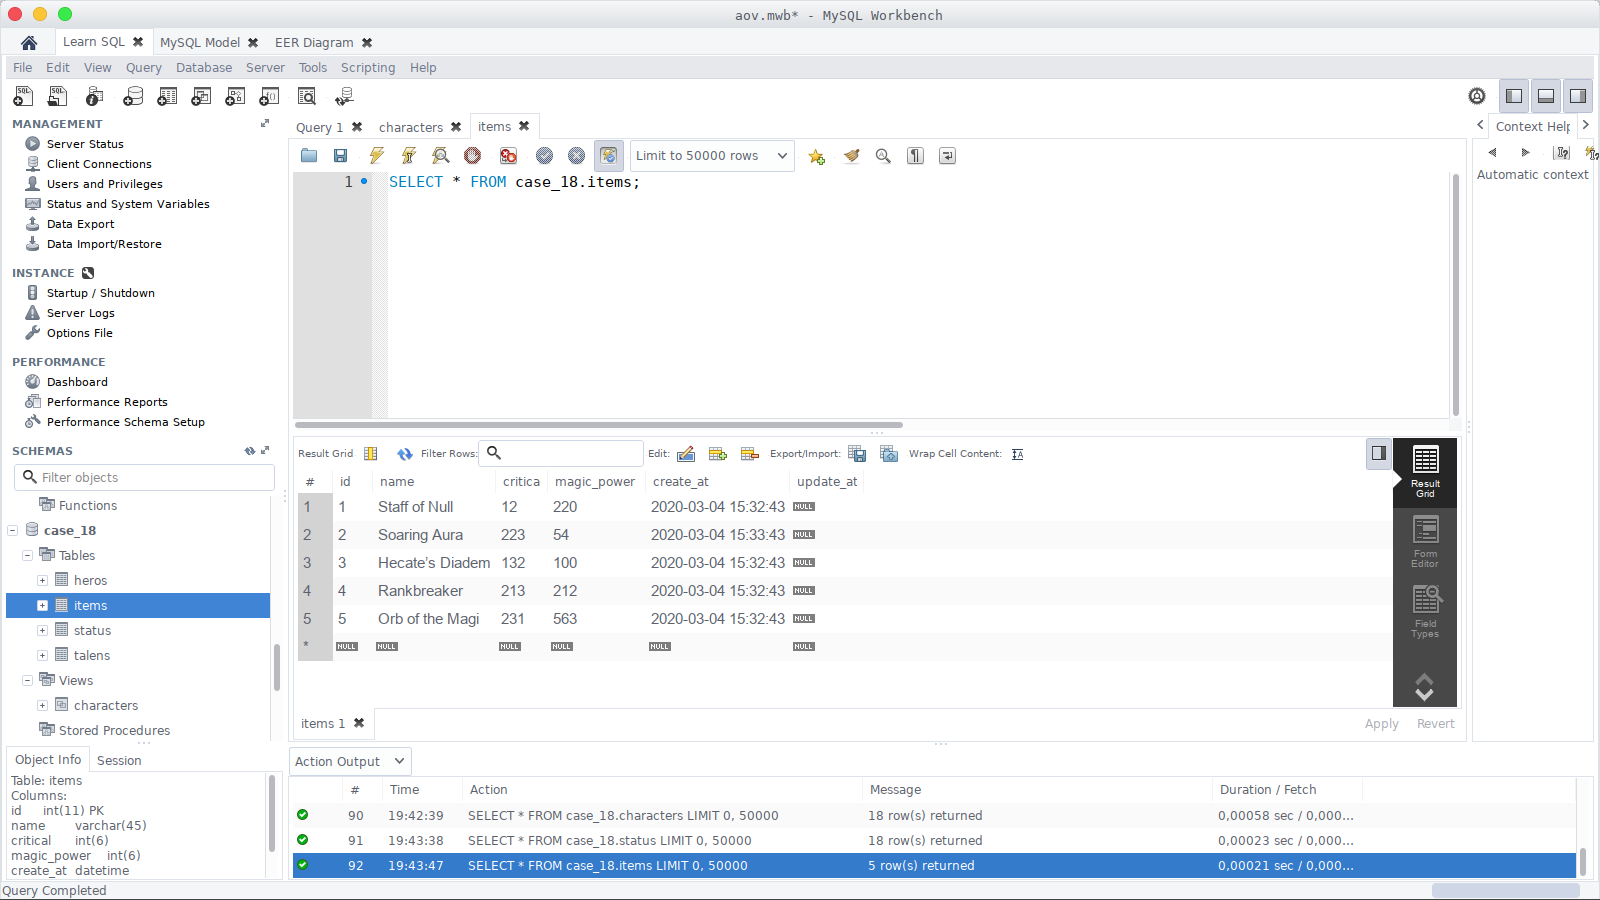 aov.mwb* - MySQL Workbench
Learn SQL
MySQL Model
EER Diagram
File Edit View Query Database Server Tools Scripting Help
MANAGEMENT
Server Status
Client Connections
Users and Privileges
Status and System Variables
Data Export
Data Import/Restore
INSTANCE
Startup / Shutdown
Server Logs
Options File
PERFORMANCE
Dashboard
Performance Reports
Performance Schema Setup
SCHEMAS
Filter objects
Functions
case_18
Tables
heros
items
status
talens
Views
characters
Stored Procedures
Object Info Session
Table: items
Columns:
id int(11) PK
name varchar(45)
critical int(6)
magic_power int(6)
create_at datetime
Query Completed
Query 1 characters items
Limit to 50000 rows
1 SELECT * FROM case_18.items;
Context Help
Automatic context
Result Grid Filter Rows: Edit: Export/Import: Wrap Cell Content:
# id name critica magic_power create_at update_at
1 1 Staff of Null 12 220 2020-03-04 15:32:43 NULL
2 2 Soaring Aura 223 54 2020-03-04 15:33:43 NULL
3 3 Hecate's Diadem 132 100 2020-03-04 15:32:43 NULL
4 4 Rankbreaker 213 212 2020-03-04 15:32:43 NULL
5 5 Orb of the Magi 231 563 2020-03-04 15:32:43 NULL
* NULL NULL NULL NULL NULL NULL
Result
Grid
Form
Editor
Field
Types
items 1
Apply Revert
Action Output
# Time Action Message Duration / Fetch
90 19:42:39 SELECT * FROM case_18.characters LIMIT 0, 50000 18 row(s) returned 0,00058 sec / 0,000...
91 19:43:38 SELECT * FROM case_18.status LIMIT 0, 50000 18 row(s) returned 0,00023 sec / 0,000...
92 19:43:47 SELECT * FROM case_18.items LIMIT 0, 50000 5 row(s) returned 0,00021 sec / 0,000...